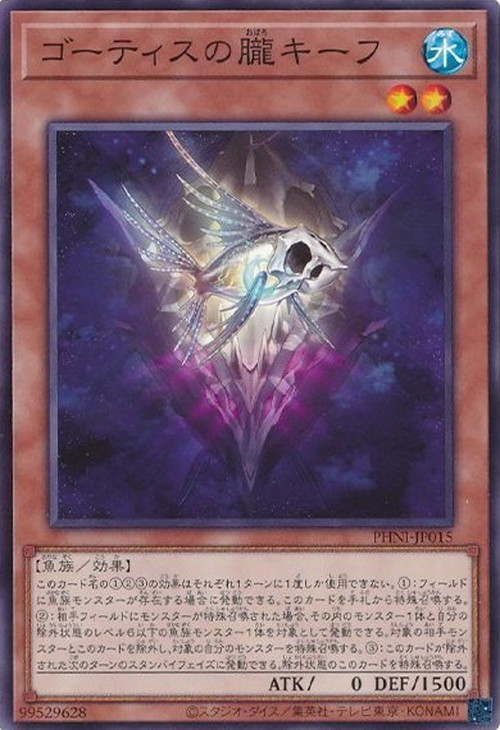 ゴーティスの朧キーフ
おぼろ
水
みず
PHNI-JP015
【魚族/効果】
このカード名の①②③の効果はそれぞれ1ターンに1度しか使用できない。①:フィールド
に魚族モンスターが存在する場合に発動できる。このカードを手札から特殊召喚する。
②:相手フィールドにモンスターが特殊召喚された場合、その内のモンスター1体と自分の
除外状態のレベル6以下の魚族モンスター1体を対象として発動できる。対象の相手モン
スターとこのカードを除外し、対象の自分のモンスターを特殊召喚する。③:このカードが除外
された次のターンのスタンバイフェイズに発動できる。除外状態のこのカードを特殊召喚する。
ATK/ 0 DEF/1500
99529628
©スタジオ・ダイス/集英社・テレビ東京・KONAMI